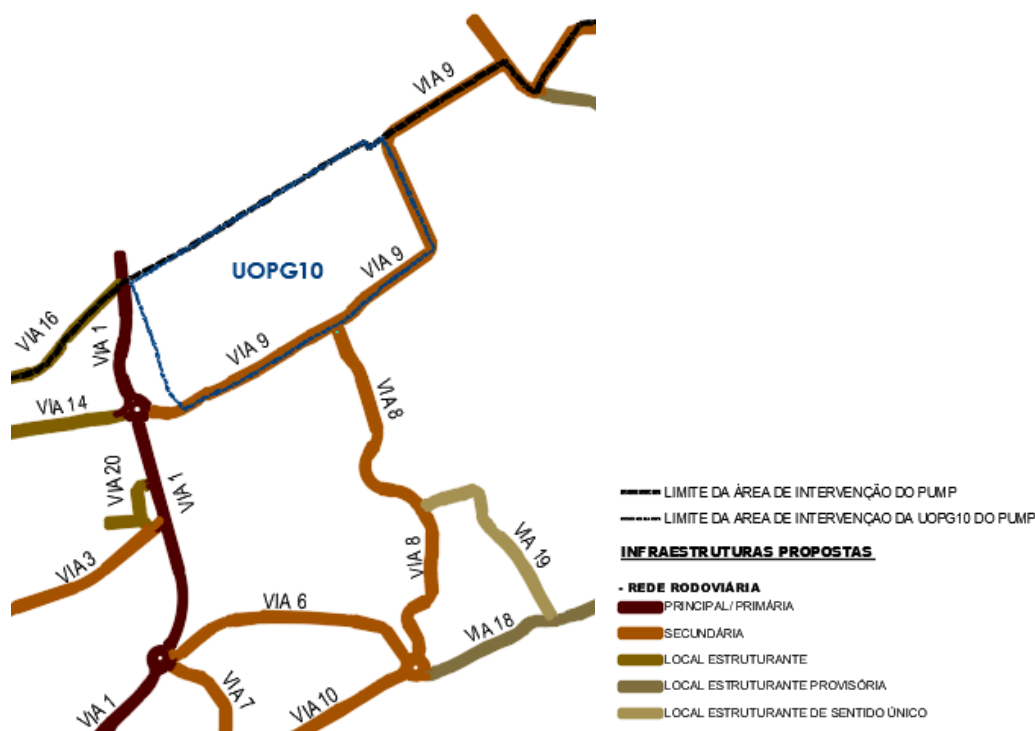 VIA 9
UOPG10
VIA 9
VIA 16
VIA 1
VIA 9
VIA 14
VIA 8
VIA20
VIA 1
VIA 3
VIA 8
VIA 19
VIA 6
VIA 18
VIA 7
VIA 1
VIA 10
LIMITE DA ÁREA DE INTERVENÇÃO DO PUMP
LIMITE DA AREA DE INTERVENÇAO DA UOPG10 DO PUMP
INFRAESTRUTURAS PROPOSTAS
- REDE RODOVIÁRIA
PRINCIPAL/ PRIMÁRIA
SECUNDÁRIA
LOCAL ESTRUTURANTE
LOCAL ESTRUTURANTE PROVISÓRIA
LOCAL ESTRUTURANTE DE SENTIDO ÚNICO